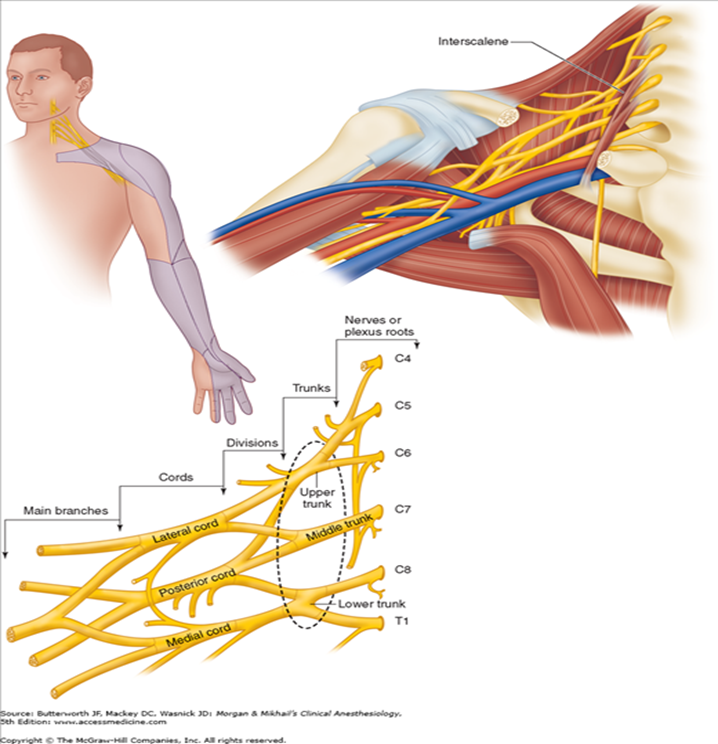 Interscalene
Nerves or
plexus roots
C4
Trunks
C5
Divisions
C6
Cords
Upper
trunk
Main branches
C7
Lateral cord
Middle trunk
C8
Posterior cord
Lower trunk
T1
Medial cord
Source: Butterworth JF, Mackey DC, Wasnick JD: Morgan & Mikhail's Clinical Anesthesiology,
5th Edition: www.accessmedicine.com
Copyright © The McGraw-Hill Companies, Inc. All rights reserved.